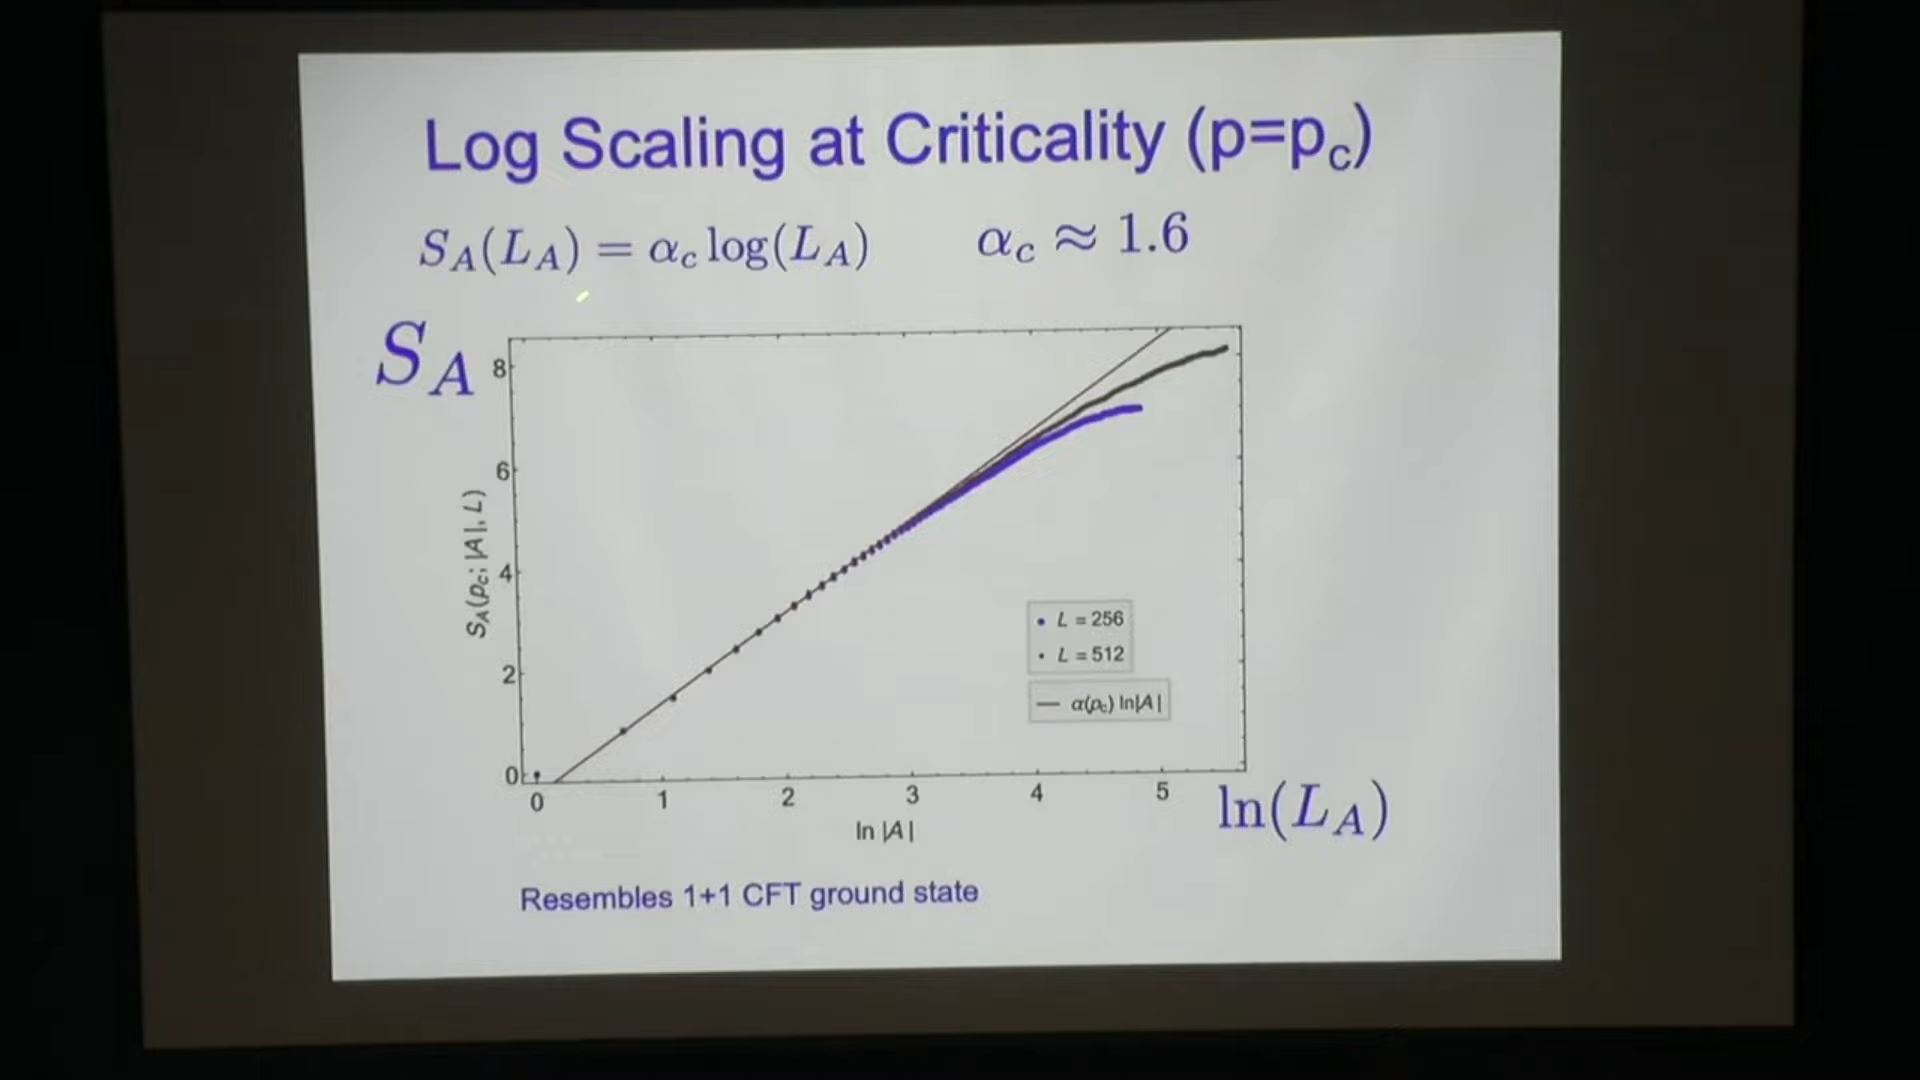 Log Scaling at Criticality (p=p_c)
S_A(L_A) = α_c log(L_A)   α_c ≈ 1.6
S_A
8
6
4
2
0
S_A(p_c; |A|, L)
L = 256
L = 512
α(p_c) ln|A|
0 1 2 3 4 5
ln(L_A)
ln |A|
Resembles 1+1 CFT ground state